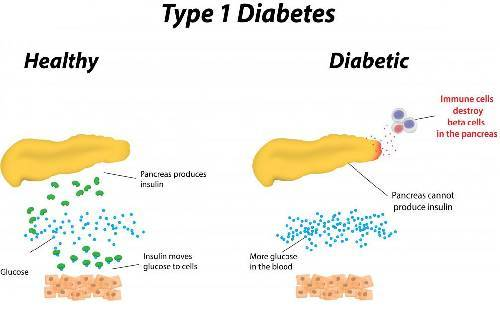 Type 1 Diabetes
Healthy
Diabetic
Immune cells
destroy
beta cells
in the pancreas
Pancreas produces
insulin
Pancreas cannot
produce insulin
Glucose
Insulin moves
glucose to cells
More glucose
in the blood